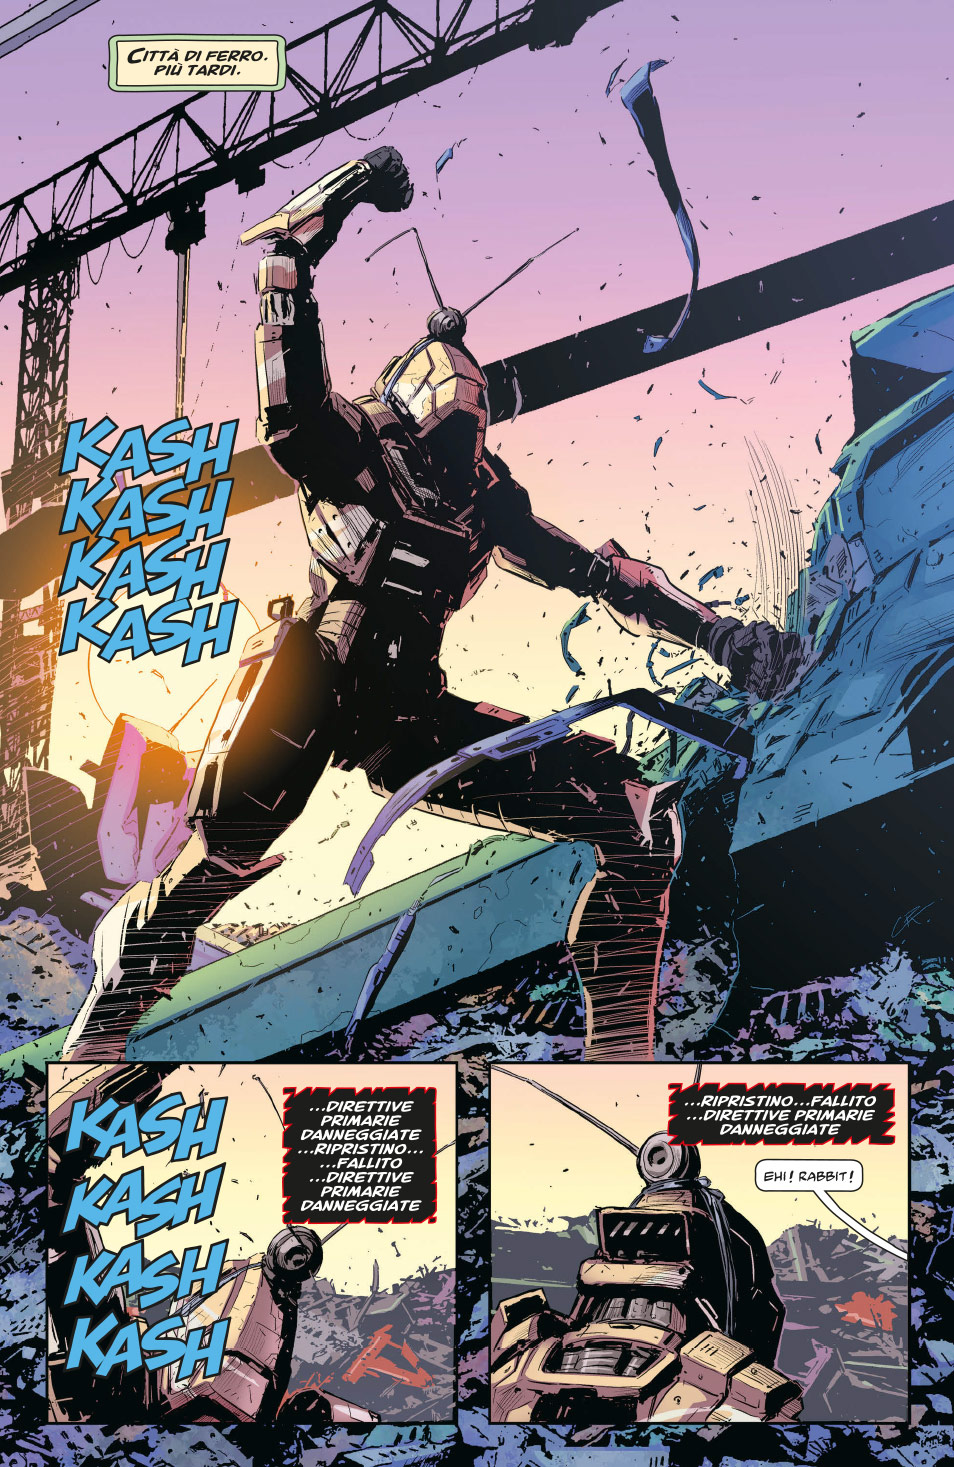 CITTÀ DI FERRO.
PIÙ TARDI.
KASH
KASH
KASH
KASH
KASH
KASH
KASH
KASH
...DIRETTIVE
PRIMARIE
DANNEGGIATE
...RIPRISTINO...
...FALLITO
...DIRETTIVE
PRIMARIE
DANNEGGIATE
...RIPRISTINO...FALLITO
...DIRETTIVE PRIMARIE
DANNEGGIATE
EHI! RABBIT!